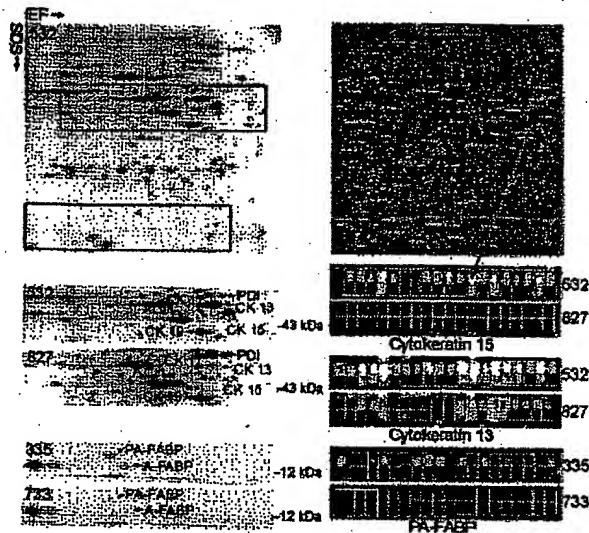 IEF→
SDS→
532
532
PDI
CK 13
CK 15
-43 kDa
827
PDI
CK 13
CK 15
-43 kDa
335
PA-FABP
A-FABP
-12 kDa
733
PA-FABP
A-FABP
-12 kDa
532
827
Cytokeratin 15
532
827
Cytokeratin 13
335
733
PA-FABP